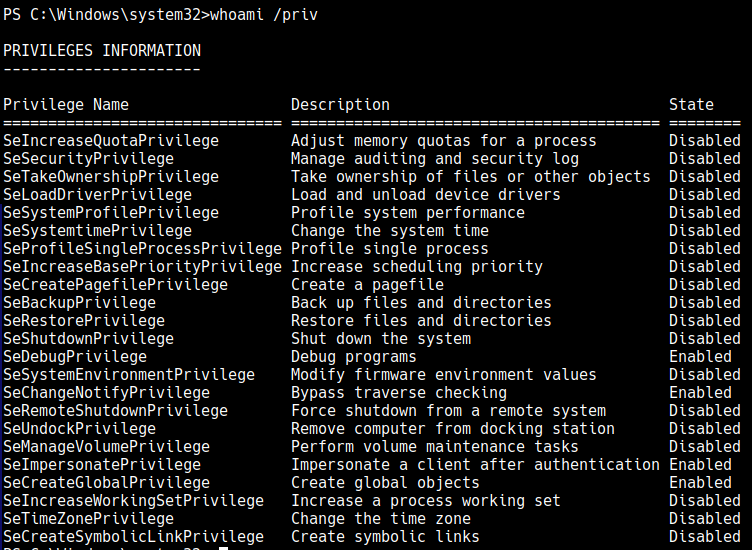 PS C:\Windows\system32>whoami /priv
PRIVILEGES INFORMATION
----------------------
Privilege Name                Description                               State
============================= ========================================= ========
SeIncreaseQuotaPrivilege      Adjust memory quotas for a process        Disabled
SeSecurityPrivilege           Manage auditing and security log          Disabled
SeTakeOwnershipPrivilege      Take ownership of files or other objects  Disabled
SeLoadDriverPrivilege         Load and unload device drivers            Disabled
SeSystemProfilePrivilege      Profile system performance                Disabled
SeSystemtimePrivilege         Change the system time                    Disabled
SeProfileSingleProcessPrivilege Profile single process                    Disabled
SeIncreaseBasePriorityPrivilege Increase scheduling priority              Disabled
SeCreatePagefilePrivilege     Create a pagefile                         Disabled
SeBackupPrivilege             Back up files and directories             Disabled
SeRestorePrivilege            Restore files and directories             Disabled
SeShutdownPrivilege           Shut down the system                      Disabled
SeDebugPrivilege              Debug programs                            Enabled
SeSystemEnvironmentPrivilege  Modify firmware environment values        Disabled
SeChangeNotifyPrivilege       Bypass traverse checking                  Enabled
SeRemoteShutdownPrivilege     Force shutdown from a remote system       Disabled
SeUndockPrivilege             Remove computer from docking station      Disabled
SeManageVolumePrivilege       Perform volume maintenance tasks          Disabled
SeImpersonatePrivilege        Impersonate a client after authentication Enabled
SeCreateGlobalPrivilege       Create global objects                     Enabled
SeIncreaseWorkingSetPrivilege Increase a process working set            Disabled
SeTimeZonePrivilege           Change the time zone                      Disabled
SeCreateSymbolicLinkPrivilege Create symbolic links                     Disabled